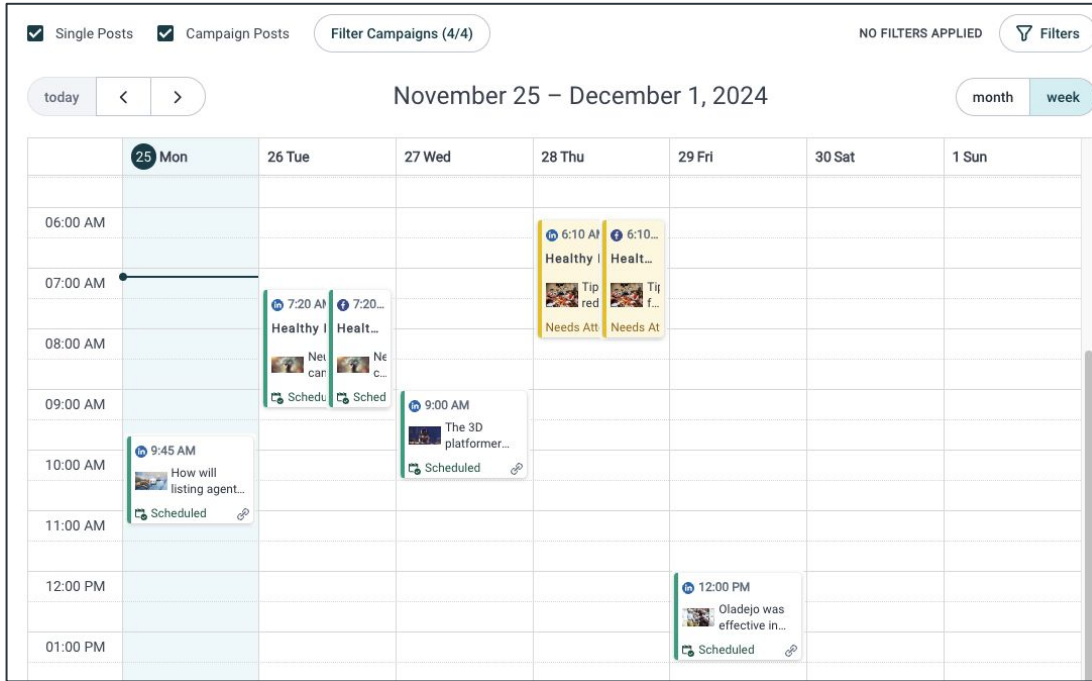 Single Posts Campaign Posts Filter Campaigns (4/4) NO FILTERS APPLIED Filters
today < > November 25 – December 1, 2024 month week
25 Mon 26 Tue 27 Wed 28 Thu 29 Fri 30 Sat 1 Sun
06:00 AM
6:10 AM 6:10...
Healthy Healt...
Tip Tip
red f...
Needs Att Needs At
07:00 AM
7:20 AM 7:20...
Healthy Healt...
Neu Ne
can c...
Schedu Sched
08:00 AM
09:00 AM
9:00 AM
The 3D
platformer...
Scheduled
9:45 AM
How will
listing agent...
Scheduled
10:00 AM
11:00 AM
12:00 PM
12:00 PM
Oladejo was
effective in...
Scheduled
01:00 PM